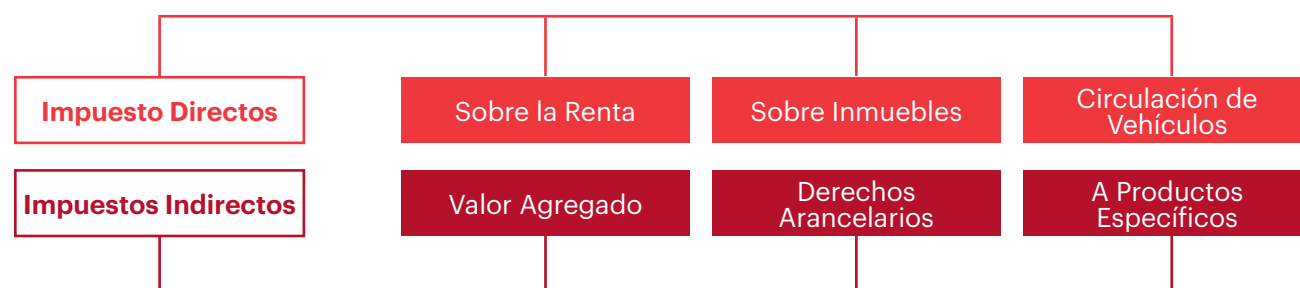 Impuesto Directos
Sobre la Renta
Sobre Inmuebles
Circulación de
Vehículos
Impuestos Indirectos
Valor Agregado
Derechos
Arancelarios
A Productos
Específicos